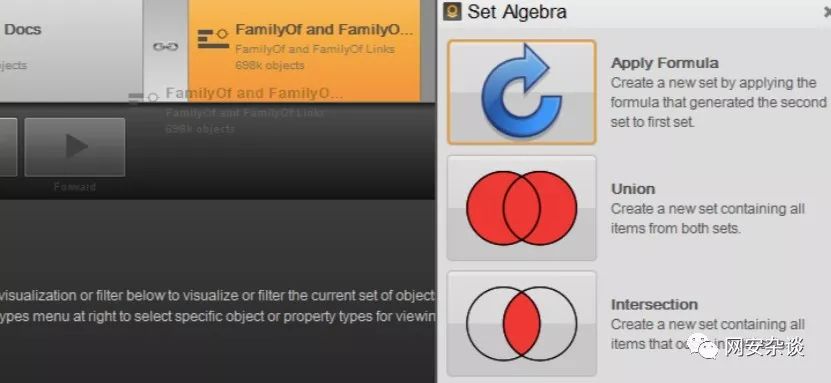 Docs
jects
FamilyOf and FamilyO...
FamilyOf and FamilyOf Links
698k objects
FamilyOf and FamilyO...
FamilyOf and FamilyOf Links
698k objects
Forward
visualization or filter below to visualize or filter the current set of object
ypes menu at right to select specific object or property types for viewin
Set Algebra
Apply Formula
Create a new set by applying the
formula that generated the second
set to first set.
Union
Create a new set containing all
items from both sets.
Intersection
Create a new set containing all
items that
网安杂谈